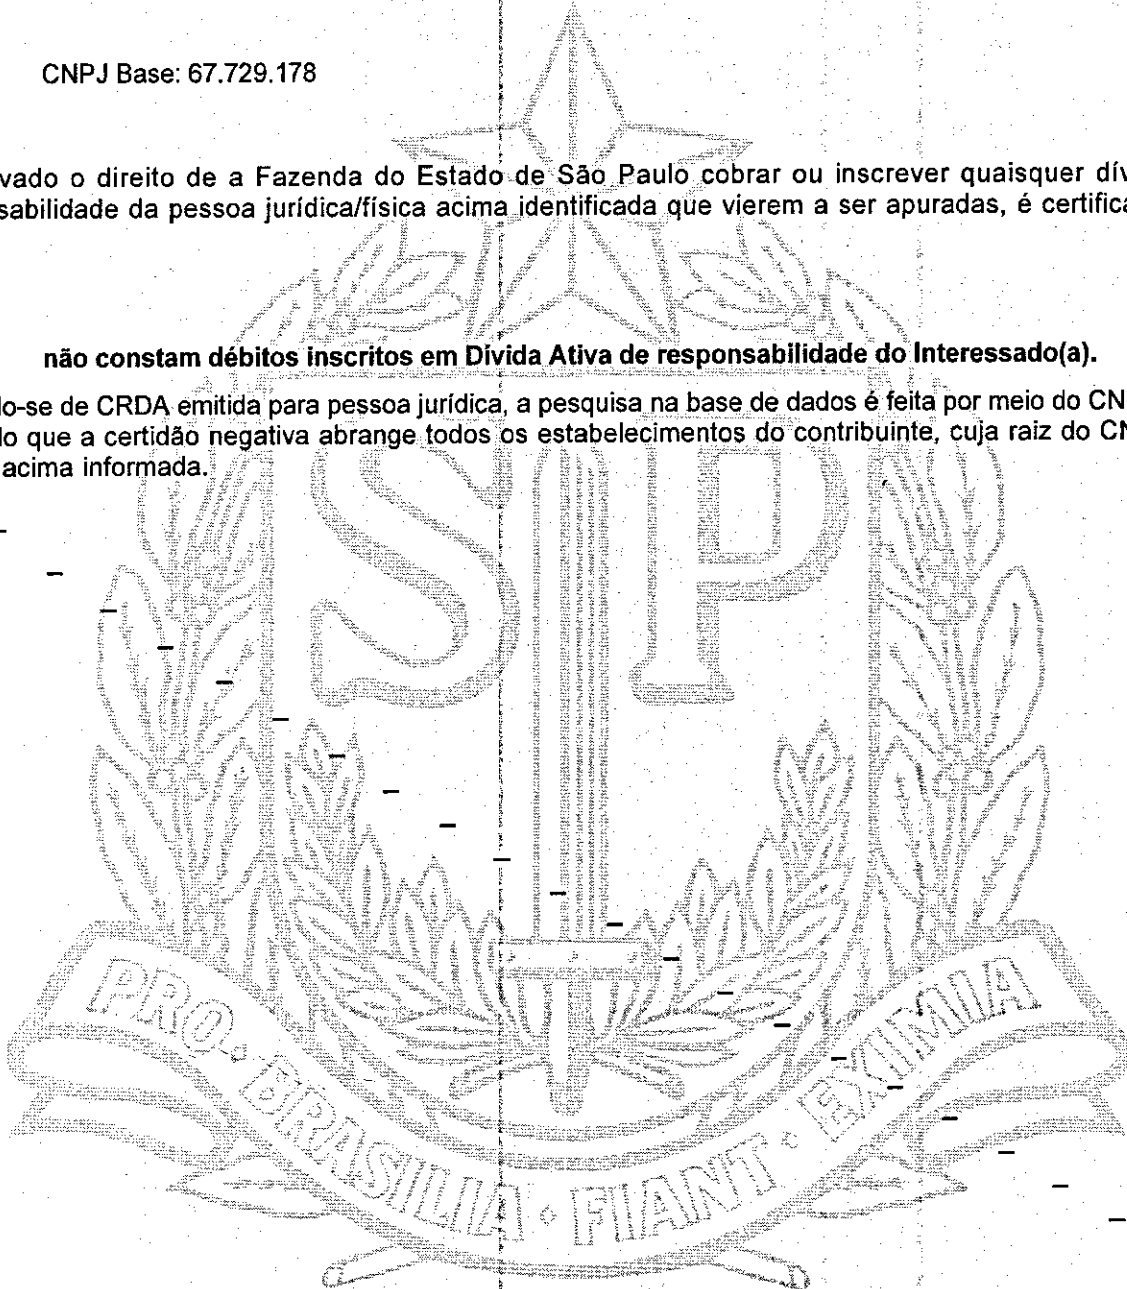 CNPJ Base: 67.729.178
vado o direito de a Fazenda do Estado de São Paulo cobrar ou inscrever quaisquer dív
sabilidade da pessoa jurídica/física acima identificada que vierem a ser apuradas, é certifica
não constam débitos inscritos em Dívida Ativa de responsabilidade do Interessado(a).
do-se de CRDA emitida para pessoa jurídica, a pesquisa na base de dados é feita por meio do CN
do que a certidão negativa abrange todos os estabelecimentos do contribuinte, cuja raiz do CN
acima informada.
SP
PRO BRASILIA FIANT EXIMIA